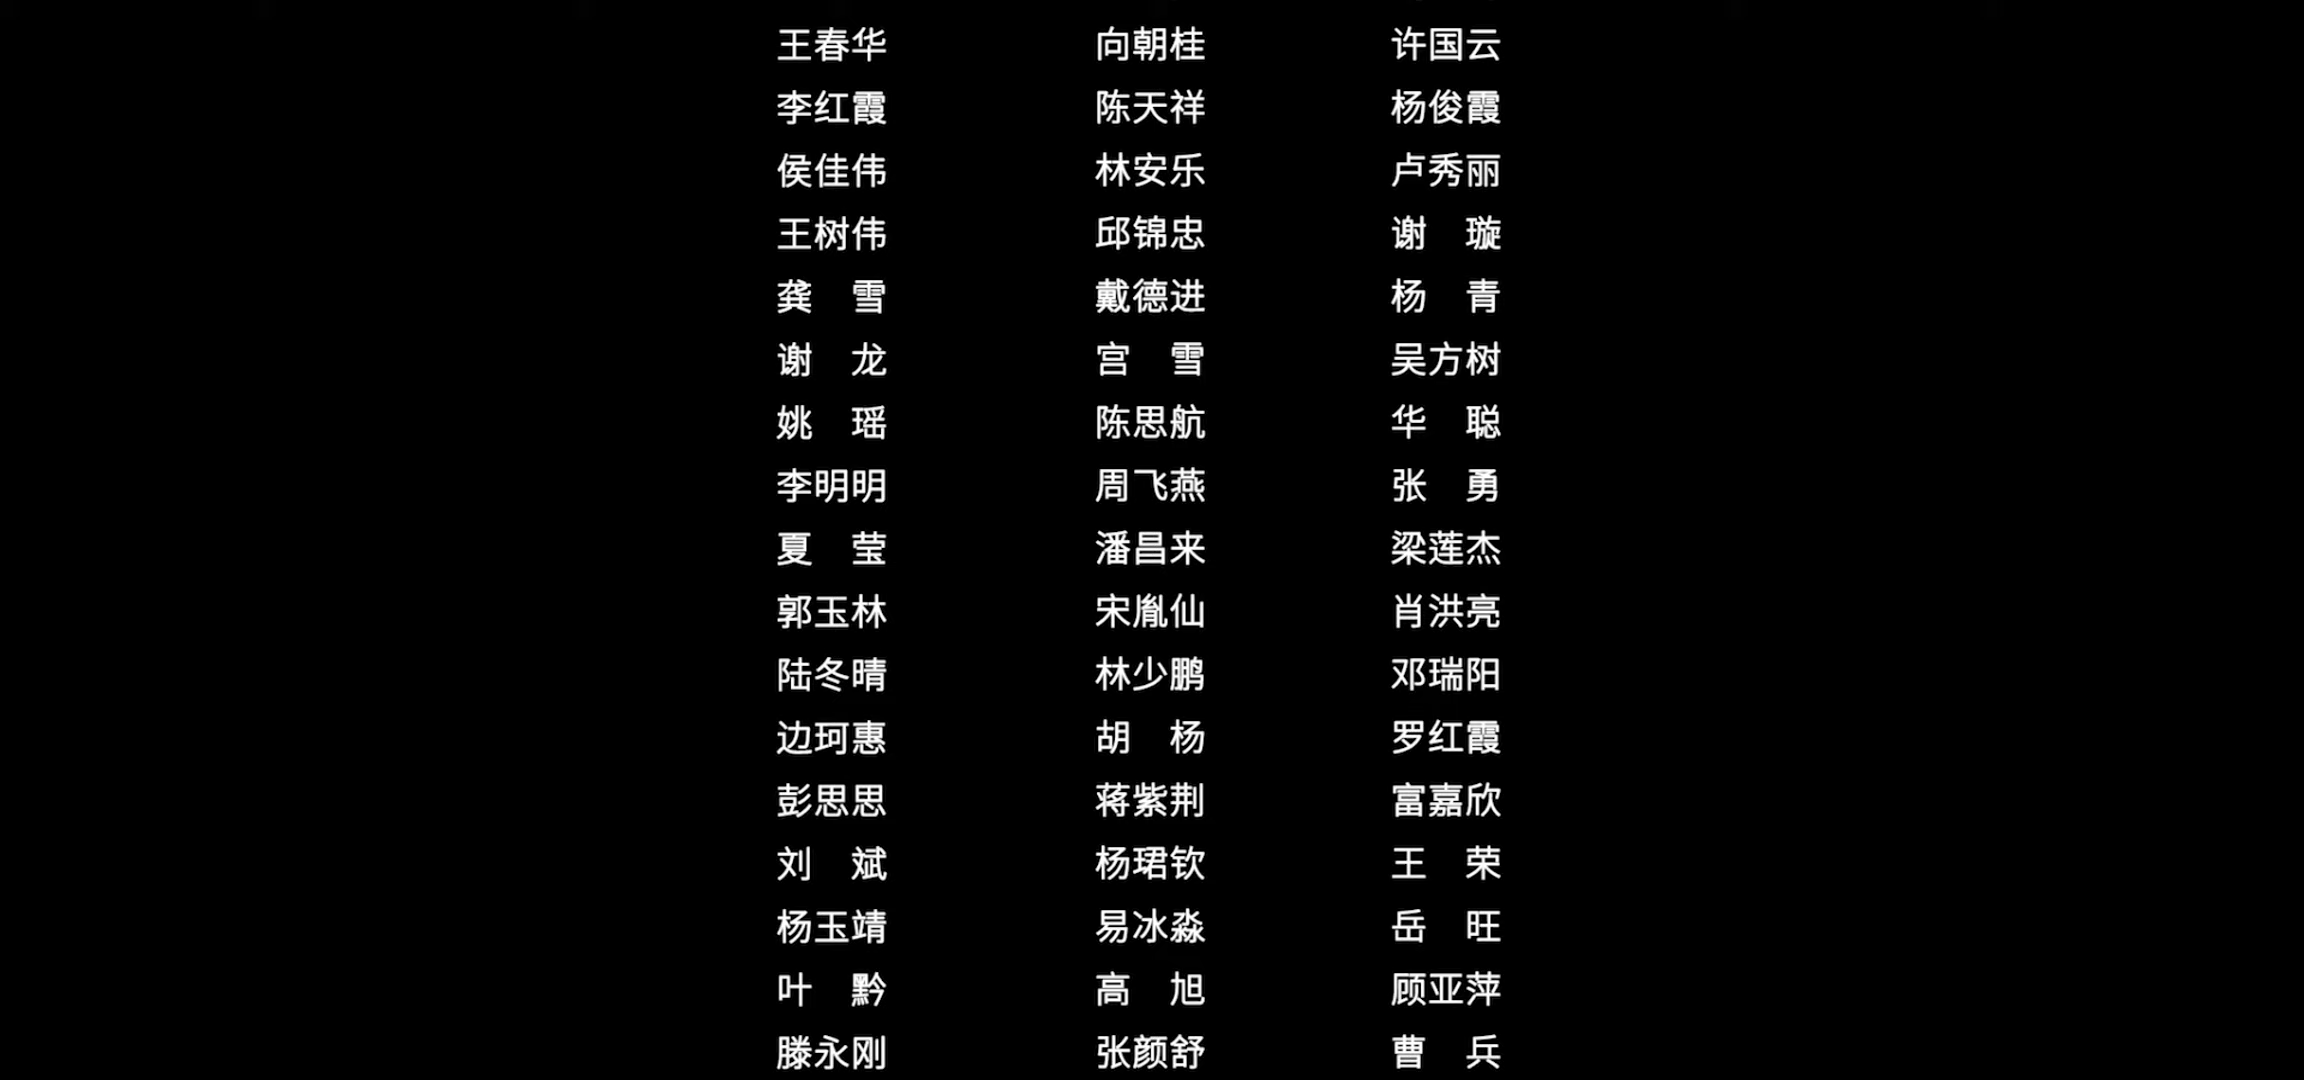 王春华 向朝桂 许国云
李红霞 陈天祥 杨俊霞
侯佳伟 林安乐 卢秀丽
王树伟 邱锦忠 谢　璇
龚　雪 戴德进 杨　青
谢　龙 宫　雪 吴方树
姚　瑶 陈思航 华　聪
李明明 周飞燕 张　勇
夏　莹 潘昌来 梁莲杰
郭玉林 宋胤仙 肖洪亮
陆冬晴 林少鹏 邓瑞阳
边珂惠 胡　杨 罗红霞
彭思思 蒋紫荆 富嘉欣
刘　斌 杨珺钦 王　荣
杨玉靖 易冰淼 岳　旺
叶　黔 高　旭 顾亚萍
滕永刚 张颜舒 曹　兵